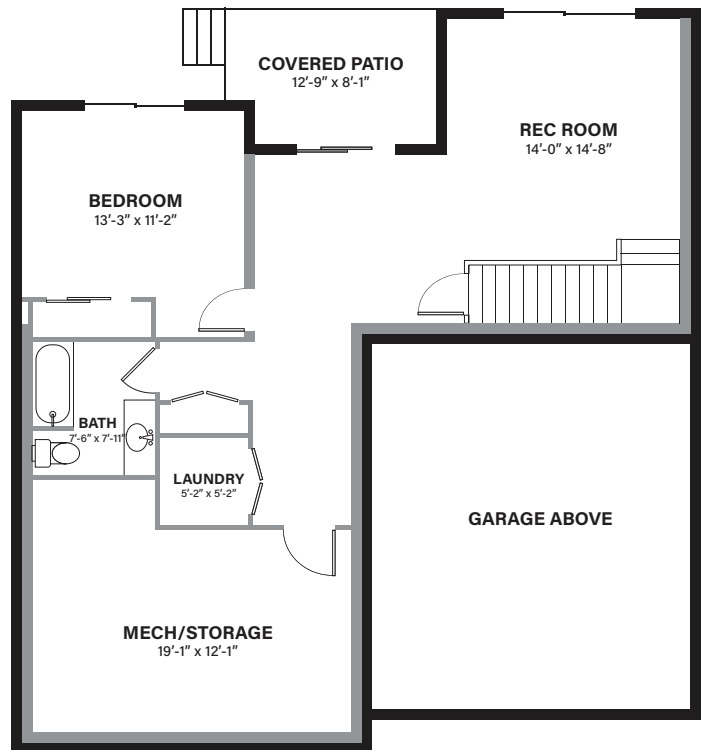 COVERED PATIO
12′-9″ x 8′-1″
REC ROOM
14′-0″ x 14′-8″
BEDROOM
13′-3″ x 11′-2″
BATH
7′-6″ x 7′-11″
LAUNDRY
5′-2″ x 5′-2″
GARAGE ABOVE
MECH/STORAGE
19′-1″ x 12′-1″